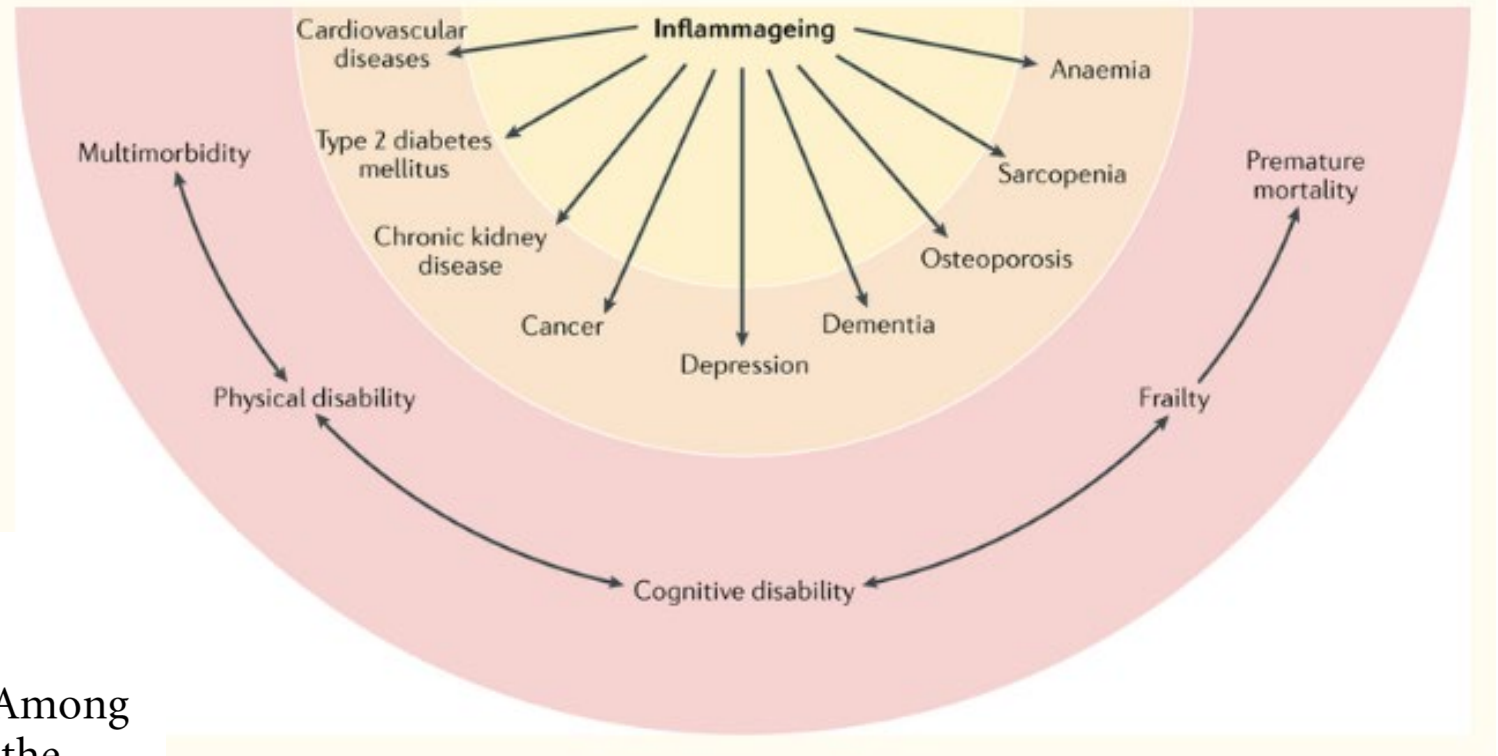 Inflammageing
Cardiovascular
diseases
Type 2 diabetes
mellitus
Chronic kidney
disease
Cancer
Depression
Dementia
Osteoporosis
Sarcopenia
Anaemia
Multimorbidity
Physical disability
Cognitive disability
Frailty
Premature
mortality
Among
the